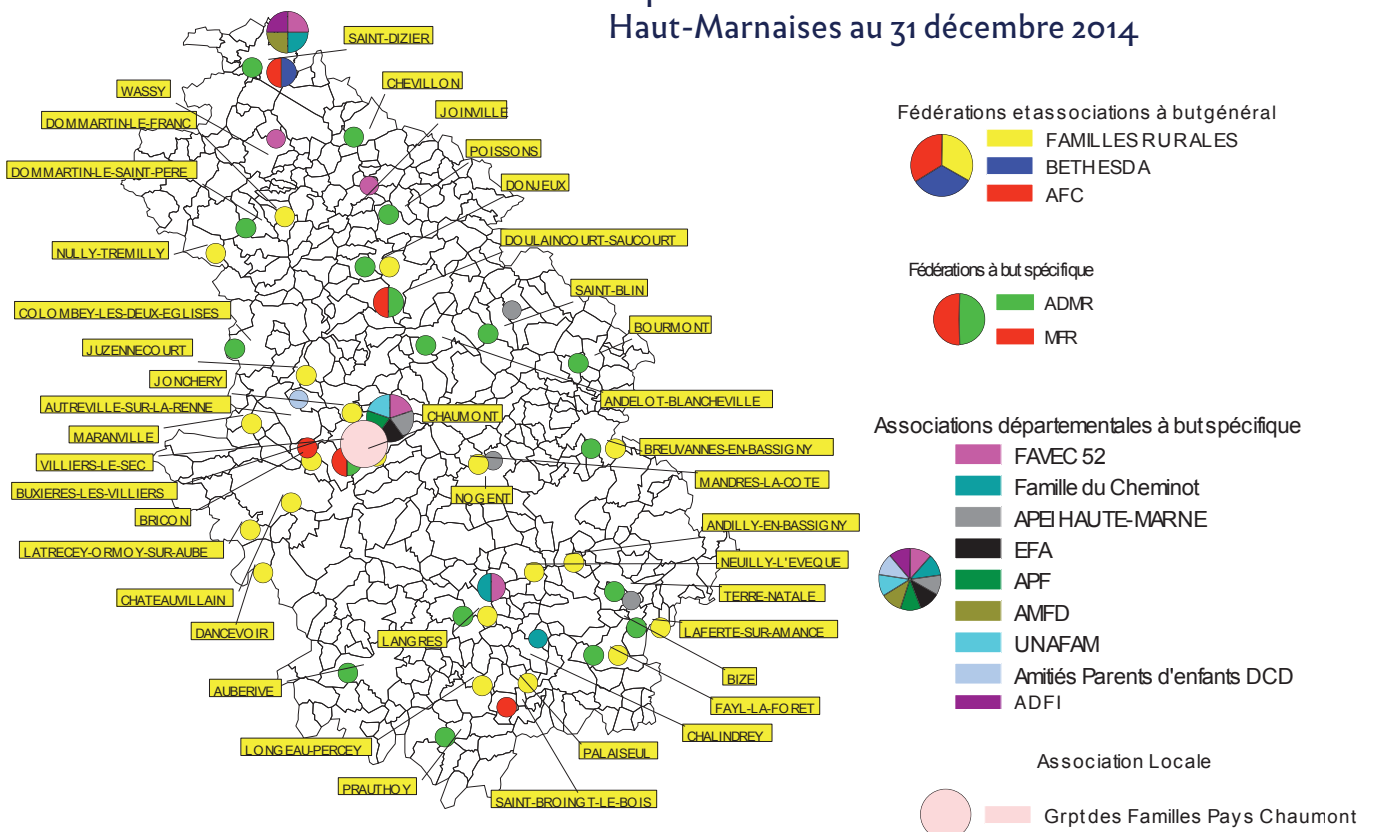 Haut-Marnaises au 31 décembre 2014
SAINT-DIZIER
WASSY
CHEVILLON
DOMMARTIN-LE-FRANC
JOINVILLE
POISSONS
DOMMARTIN-LE-SAINT-PERE
DONJEUX
NULLY-TREMILLY
DOULAINCOURT-SAUCOURT
SAINT-BLIN
COLOMBEY-LES-DEUX-EGLISES
BOURMONT
JUZENNECOURT
JONCHERY
ANDELOT-BLANCHEVILLE
AUTREVILLE-SUR-LA-RENNE
CHAUMONT
MARANVILLE
BREUVANNES-EN-BASSIGNY
VILLIERS-LE-SEC
MANDRES-LA-COTE
BUXIERES-LES-VILLIERS
NOGENT
BRICON
ANDILLY-EN-BASSIGNY
LATRECEY-ORMOY-SUR-AUBE
NEUILLY-L'EVEQUE
CHATEAUVILLAIN
TERRE-NATALE
DANCEVOIR
LANGRES
LAFERTE-SUR-AMANCE
BIZE
AUBERIVE
FAYL-LA-FORET
CHALINDREY
LONGEAU-PERCEY
PALAISEUL
PRAUTHOY
SAINT-BROINGT-LE-BOIS
Fédérations et associations à but général
FAMILLES RURALES
BETHESDA
AFC
Fédérations à but spécifique
ADMR
MFR
Associations départementales à but spécifique
FAVEC 52
Famille du Cheminot
APEI HAUTE-MARNE
EFA
APF
AMFD
UNAFAM
Amitiés Parents d'enfants DCD
ADFI
Association Locale
Grpt des Familles Pays Chaumont